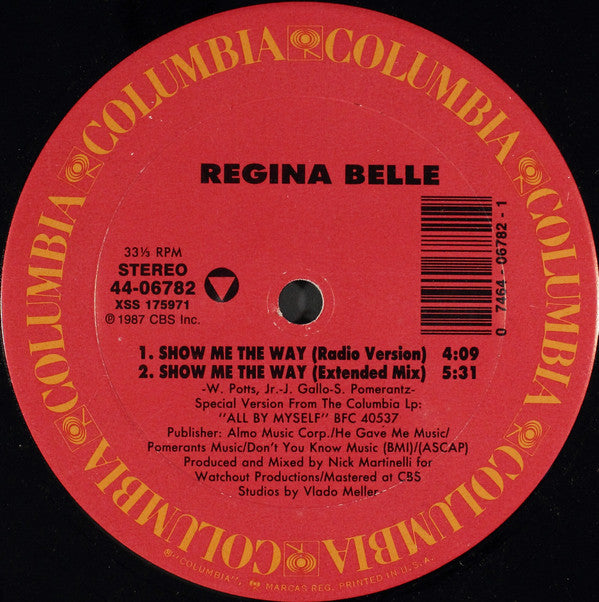 COLUMBIA COLUMBIA COLUMBIA COLUMBIA COLUMBIA COLUMBIA COLUMBIA COLUMBIA
REGINA BELLE
33⅓ RPM
STEREO
44-06782
XSS 175971
℗ 1987 CBS Inc.
0 7464 - 06782 - 1
1. SHOW ME THE WAY (Radio Version) 4:09
2. SHOW ME THE WAY (Extended Mix) 5:31
-W. Potts, Jr.-J. Gallo-S. Pomerantz-
Special Version From The Columbia Lp:
"ALL BY MYSELF" BFC 40537
Publisher: Almo Music Corp./He Gave Me Music/
Pomerants Music/Don't You Know Music (BMI)/(ASCAP)
Produced and Mixed by Nick Martinelli for
Watchout Productions/Mastered at CBS
Studios by Vlado Meller
"COLUMBIA", MARCAS REG. PRINTED IN U.S.A.